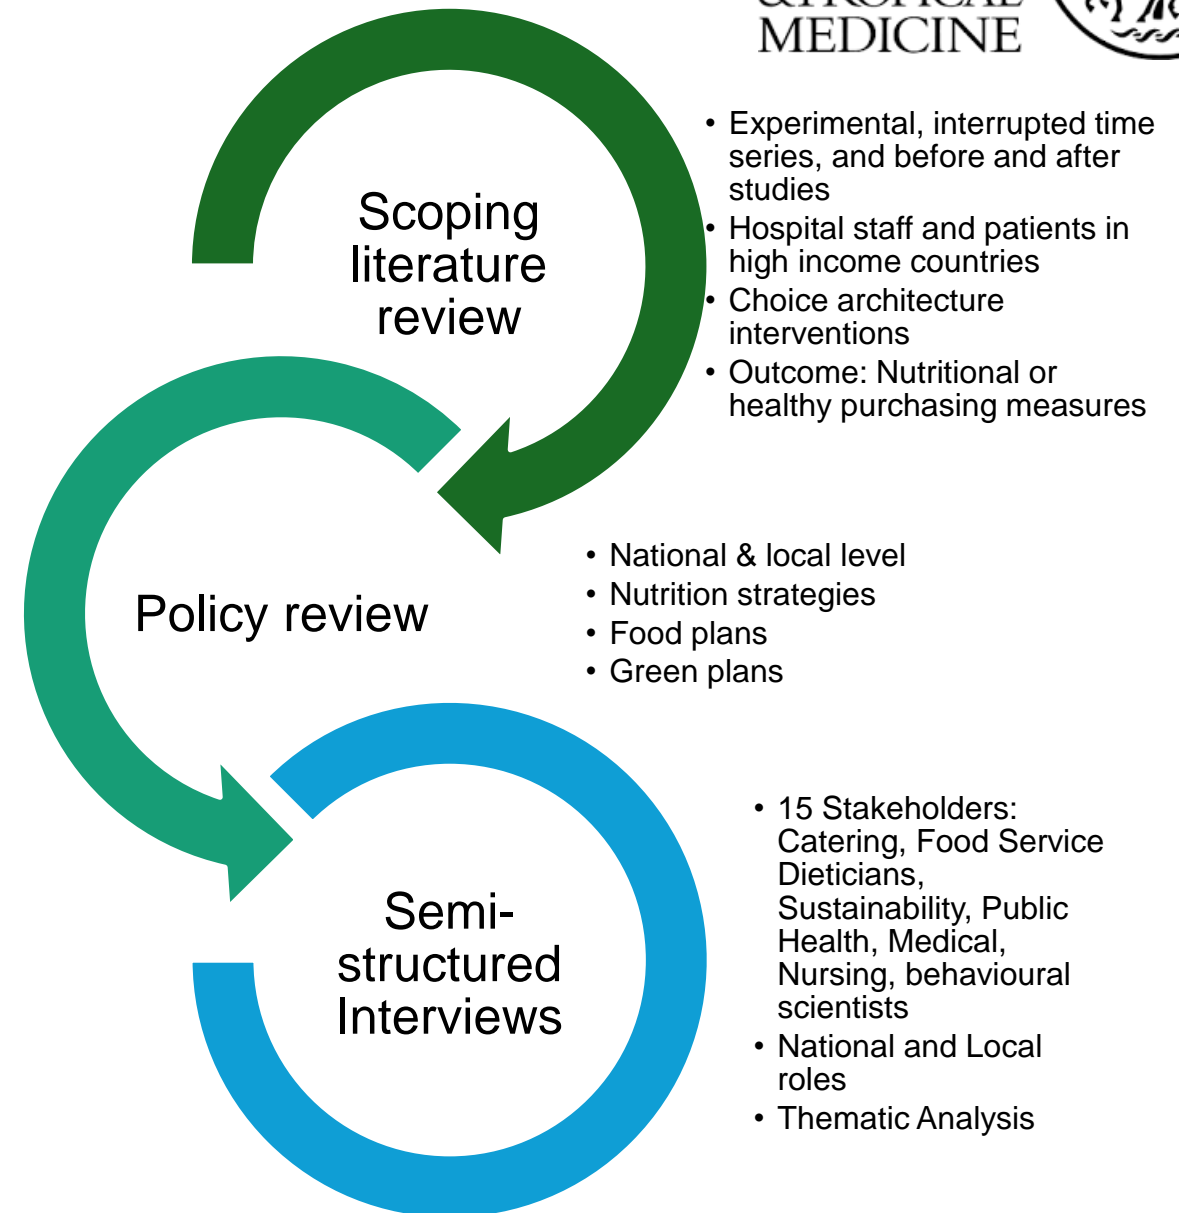 &TROPICAL
MEDICINE
Scoping
literature
review
• Experimental, interrupted time
series, and before and after
studies
• Hospital staff and patients in
high income countries
• Choice architecture
interventions
• Outcome: Nutritional or
healthy purchasing measures
Policy review
• National & local level
• Nutrition strategies
• Food plans
• Green plans
Semi-
structured
Interviews
• 15 Stakeholders:
Catering, Food Service
Dieticians,
Sustainability, Public
Health, Medical,
Nursing, behavioural
scientists
• National and Local
roles
• Thematic Analysis